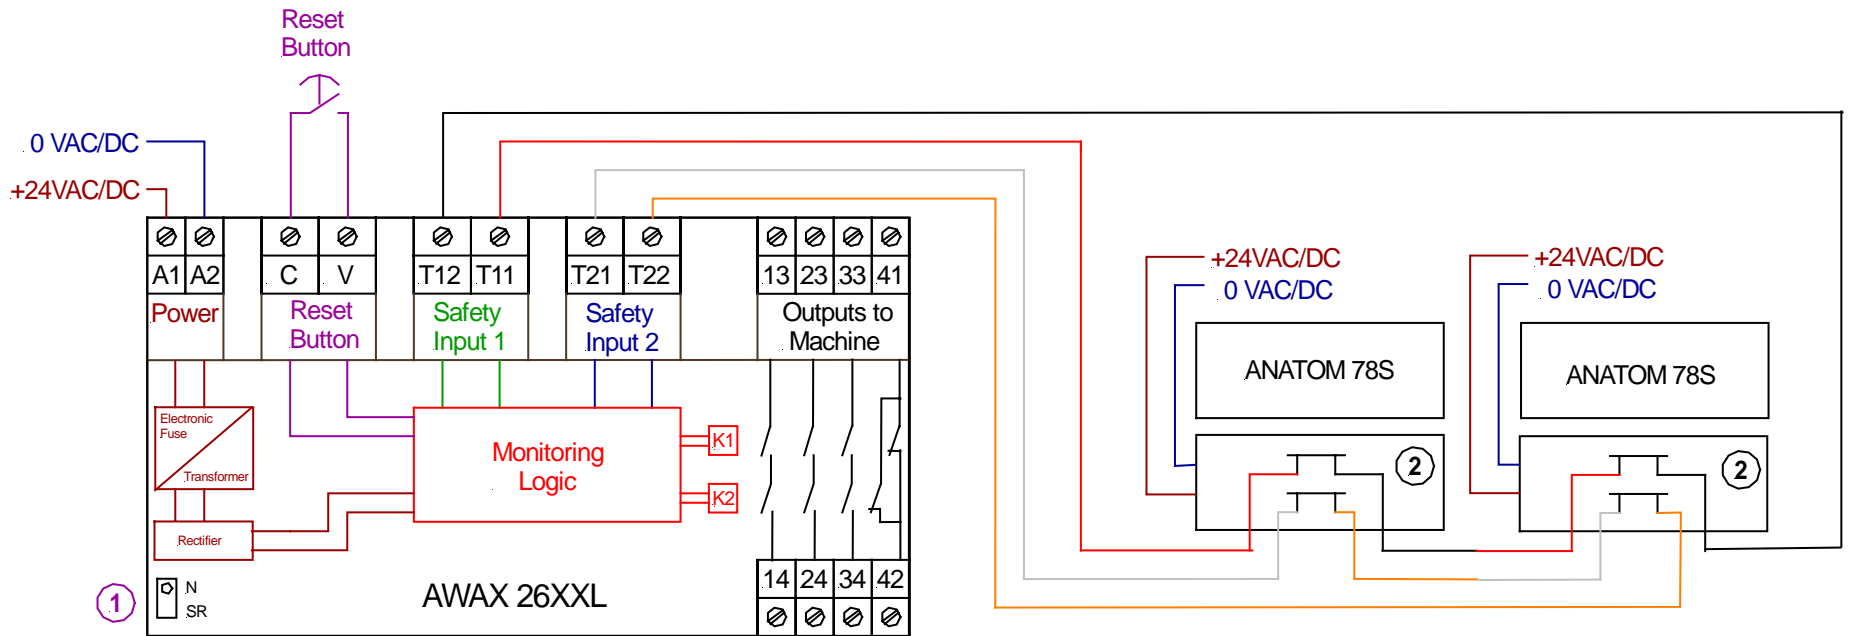 Reset
Button
0 VAC/DC
+24VAC/DC
A1 A2 C V T12 T11 T21 T22 13 23 33 41
Power
Reset
Button
Safety
Input 1
Safety
Input 2
Outputs to
Machine
Electronic
Fuse
Transformer
Rectifier
Monitoring
Logic
K1
K2
1
N
SR
AWAX 26XXL
14 24 34 42
+24VAC/DC
0 VAC/DC
ANATOM 78S
2
+24VAC/DC
0 VAC/DC
ANATOM 78S
2